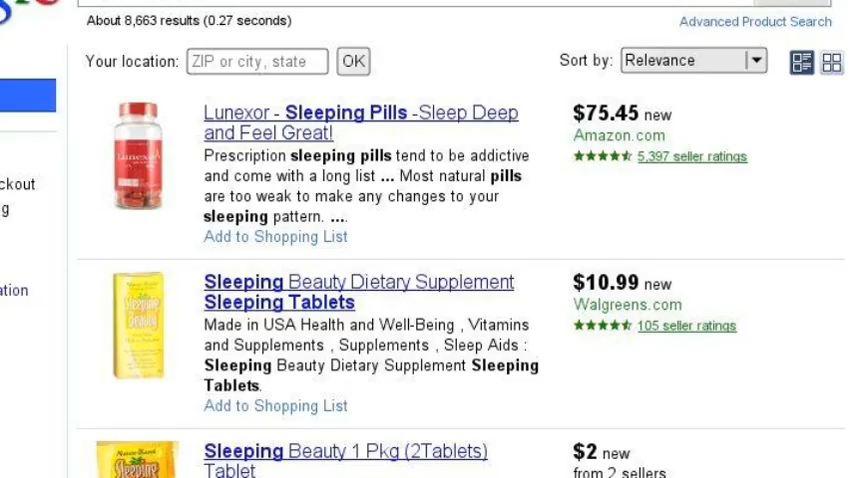 About 8,663 results (0.27 seconds)
Advanced Product Search
Your location: ZIP or city, state OK
Sort by: Relevance
Lunexor - Sleeping Pills -Sleep Deep
and Feel Great!
$75.45 new
Amazon.com
5,397 seller ratings
Prescription sleeping pills tend to be addictive
and come with a long list ... Most natural pills
are too weak to make any changes to your
sleeping pattern. ....
Add to Shopping List
ckout
g
ation
Sleeping Beauty Dietary Supplement
Sleeping Tablets
$10.99 new
Walgreens.com
105 seller ratings
Made in USA Health and Well-Being , Vitamins
and Supplements , Supplements , Sleep Aids :
Sleeping Beauty Dietary Supplement Sleeping
Tablets.
Add to Shopping List
Sleeping Beauty 1 Pkg (2Tablets)
Tablet
$2 new
from 2 sellers
Lunexor
Sleeping
Beauty
Sleeping